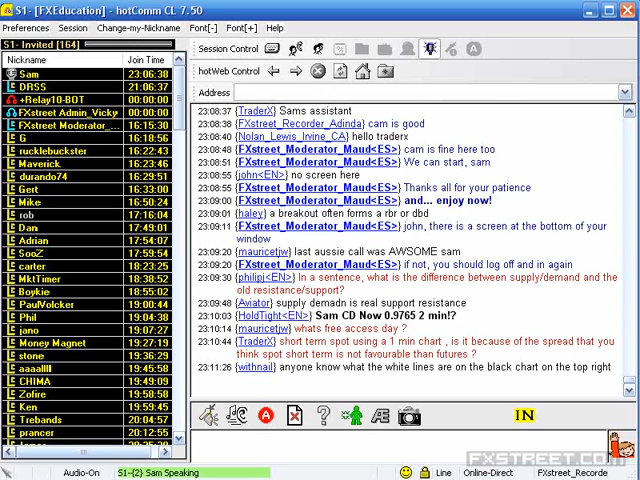 S1- [FXEducation] - hotComm CL 7.50
Preferences Session Change-my-Nickname Font[-] Font[+] Help
S1- Invited [164]
Nickname Join Time
Sam 23:06:38
DRSS 21:06:37
+Relay10-BOT 00:00:00
FXstreet Admin_Vicky 00:00:00
FXstreet Moderator_... 16:15:30
G 16:18:56
rucklebuckster 16:22:43
Maverick 16:23:46
durando74 16:29:51
Gert 16:33:00
Mike 16:50:24
rob 17:16:04
Dan 17:49:01
Adrian 17:54:07
SooZ 17:59:54
carter 18:23:25
MktTimer 18:38:52
Boykie 18:55:02
PaulVolcker 19:00:44
Phil 19:04:38
jano 19:07:27
Money Magnet 19:27:19
stone 19:36:29
aaaallll 19:45:58
CHIMA 19:49:09
Zofire 19:58:58
Ken 19:59:45
Trebands 20:04:57
prancer 20:12:55
Session Control
hotWeb Control
Address
23:08:37 {TraderX} Sams assistant
23:08:38 {FXstreet_Recorder_Adinda} cam is good
23:08:40 {Nolan_Lewis_Irvine_CA} hello traderx
23:08:48 {FXstreet_Moderator_Maud<ES>} cam is fine here too
23:08:51 {FXstreet_Moderator_Maud<ES>} We can start, sam
23:08:55 {john<EN>} no screen here
23:08:55 {FXstreet_Moderator_Maud<ES>} Thanks all for your patience
23:09:00 {FXstreet_Moderator_Maud<ES>} and... enjoy now!
23:09:01 {haley} a breakout often forms a rbr or dbd
23:09:11 {FXstreet_Moderator_Maud<ES>} john, there is a screen at the bottom of your
window
23:09:20 {mauricetjw} last aussie call was AWSOME sam
23:09:20 {FXstreet_Moderator_Maud<ES>} if not, you should log off and in again
23:09:30 {philipj<EN>} In a sentence, what is the difference between supply/demand and the
old resistance/support?
23:09:48 {Aviator} supply demadn is real support resistance
23:10:03 {HoldTight<EN>} Sam CD Now 0.9765 2 min!?
23:10:14 {mauricetjw} whats free access day ?
23:10:44 {TraderX} short term spot using a 1 min chart , is it because of the spread that you
think spot short term is not favourable than futures ?
23:11:26 {withnail} anyone know what the white lines are on the black chart on the top right
IN
FXSTREET.COM
Audio-On S1-{2} Sam Speaking Line Online-Direct FXstreet_Recorde